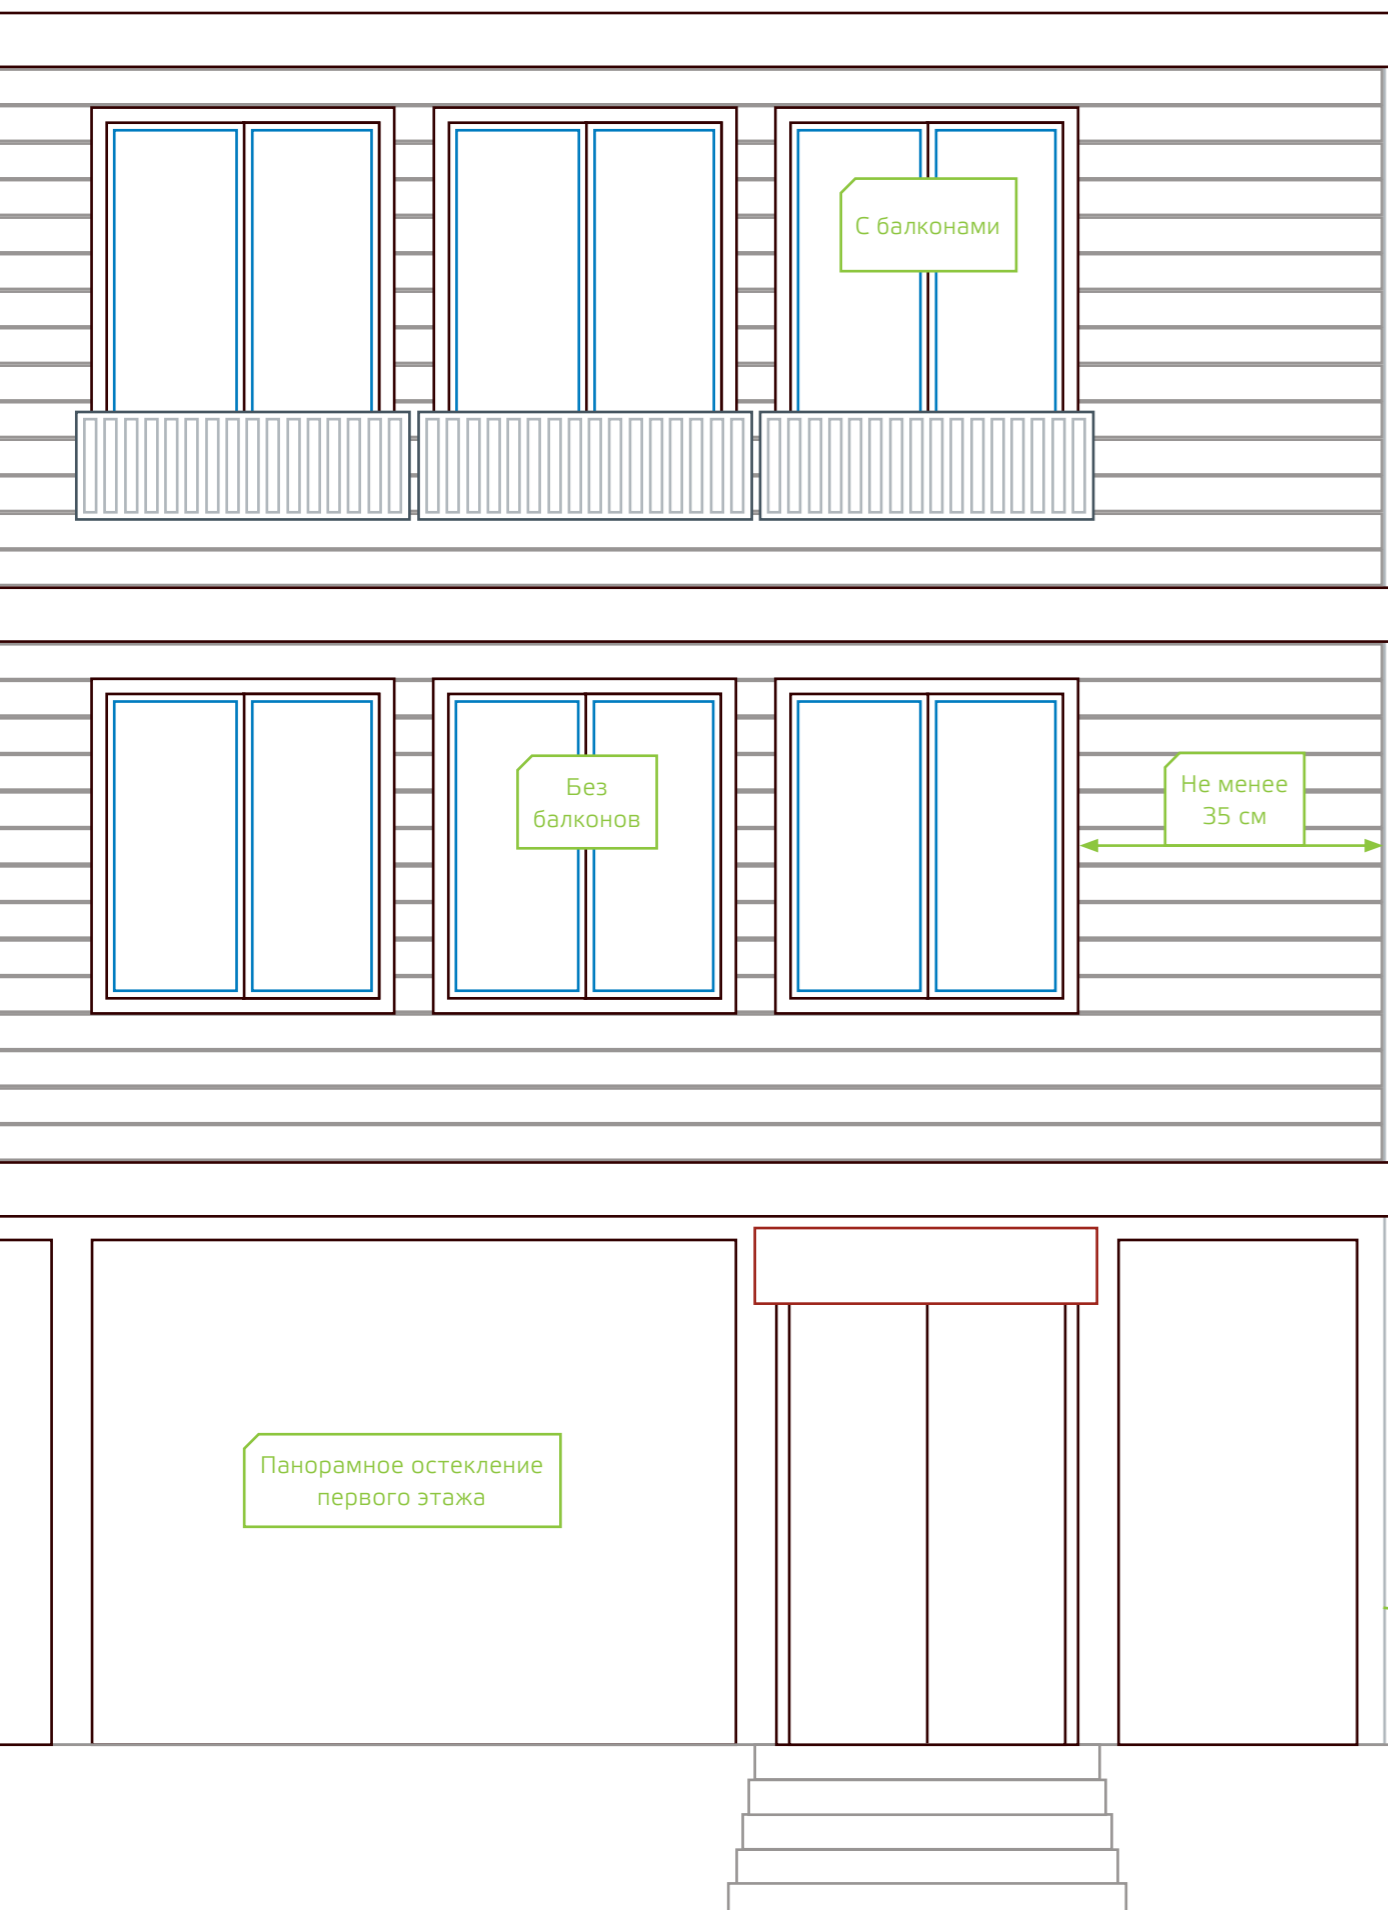 С балконами
Без
балконов
Не менее
35 см
Панорамное остекление
первого этажа